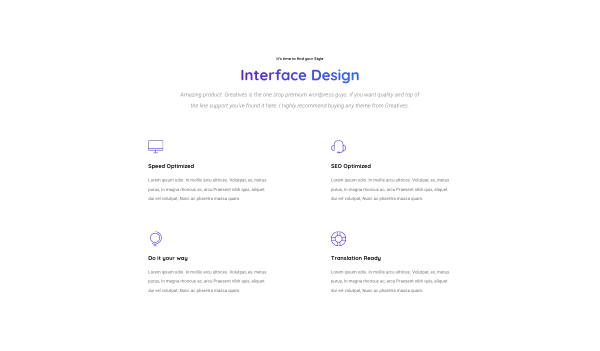 It's time to find your Style
Interface Design
Amazing product. Greatives is the one stop premium wordpress guys. If you want quality and top of
the line support you've found it here. I highly recommend buying any theme from Greatives.
Speed Optimized
Lorem ipsum odio. In mollis arcu ultrices. Volutpat, ex, metus
purus, In magna rhoncus ac, arcu Praesent nibh quis, aliquet
dui vel volutpat, Nunc ac pharetra massa quam.
SEO Optimized
Lorem ipsum odio. In mollis arcu ultrices. Volutpat, ex, metus
purus, In magna rhoncus ac, arcu Praesent nibh quis, aliquet
dui vel volutpat, Nunc ac pharetra massa quam.
Do it your way
Lorem ipsum odio. In mollis arcu ultrices. Volutpat, ex, metus
purus, In magna rhoncus ac, arcu Praesent nibh quis, aliquet
dui vel volutpat, Nunc ac pharetra massa quam.
Translation Ready
Lorem ipsum odio. In mollis arcu ultrices. Volutpat, ex, metus
purus, In magna rhoncus ac, arcu Praesent nibh quis, aliquet
dui vel volutpat, Nunc ac pharetra massa quam.